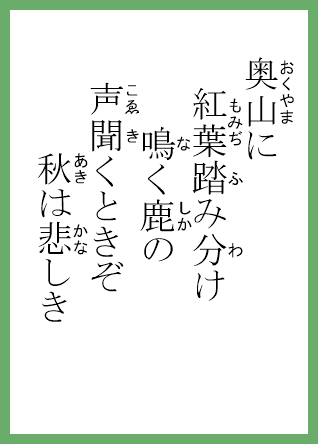 奥山に
紅葉踏み分け
鳴く鹿の
声聞くときぞ
秋は悲しき
おくやま
もみぢ ふ わ
な しか
こゑ き
あき かな